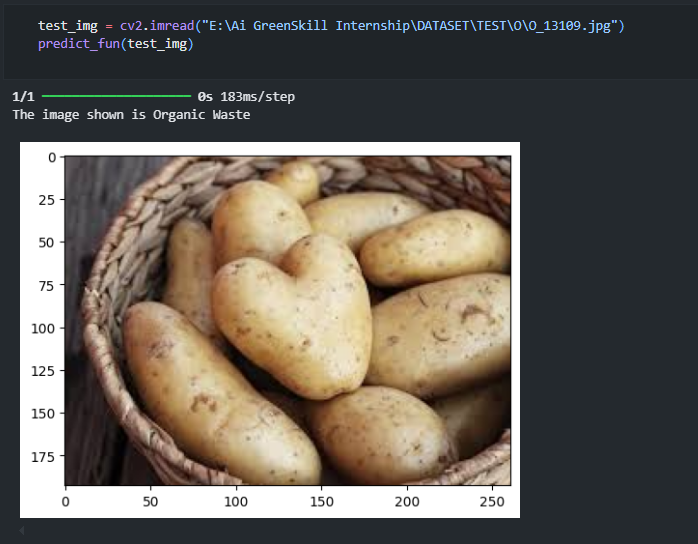 test_img = cv2.imread("E:\Ai GreenSkill Internship\DATASET\TEST\O\O_13109.jpg")
predict_fun(test_img)
1/1 0s 183ms/step
The image shown is Organic Waste
0
25
50
75
100
125
150
175
0 50 100 150 200 250